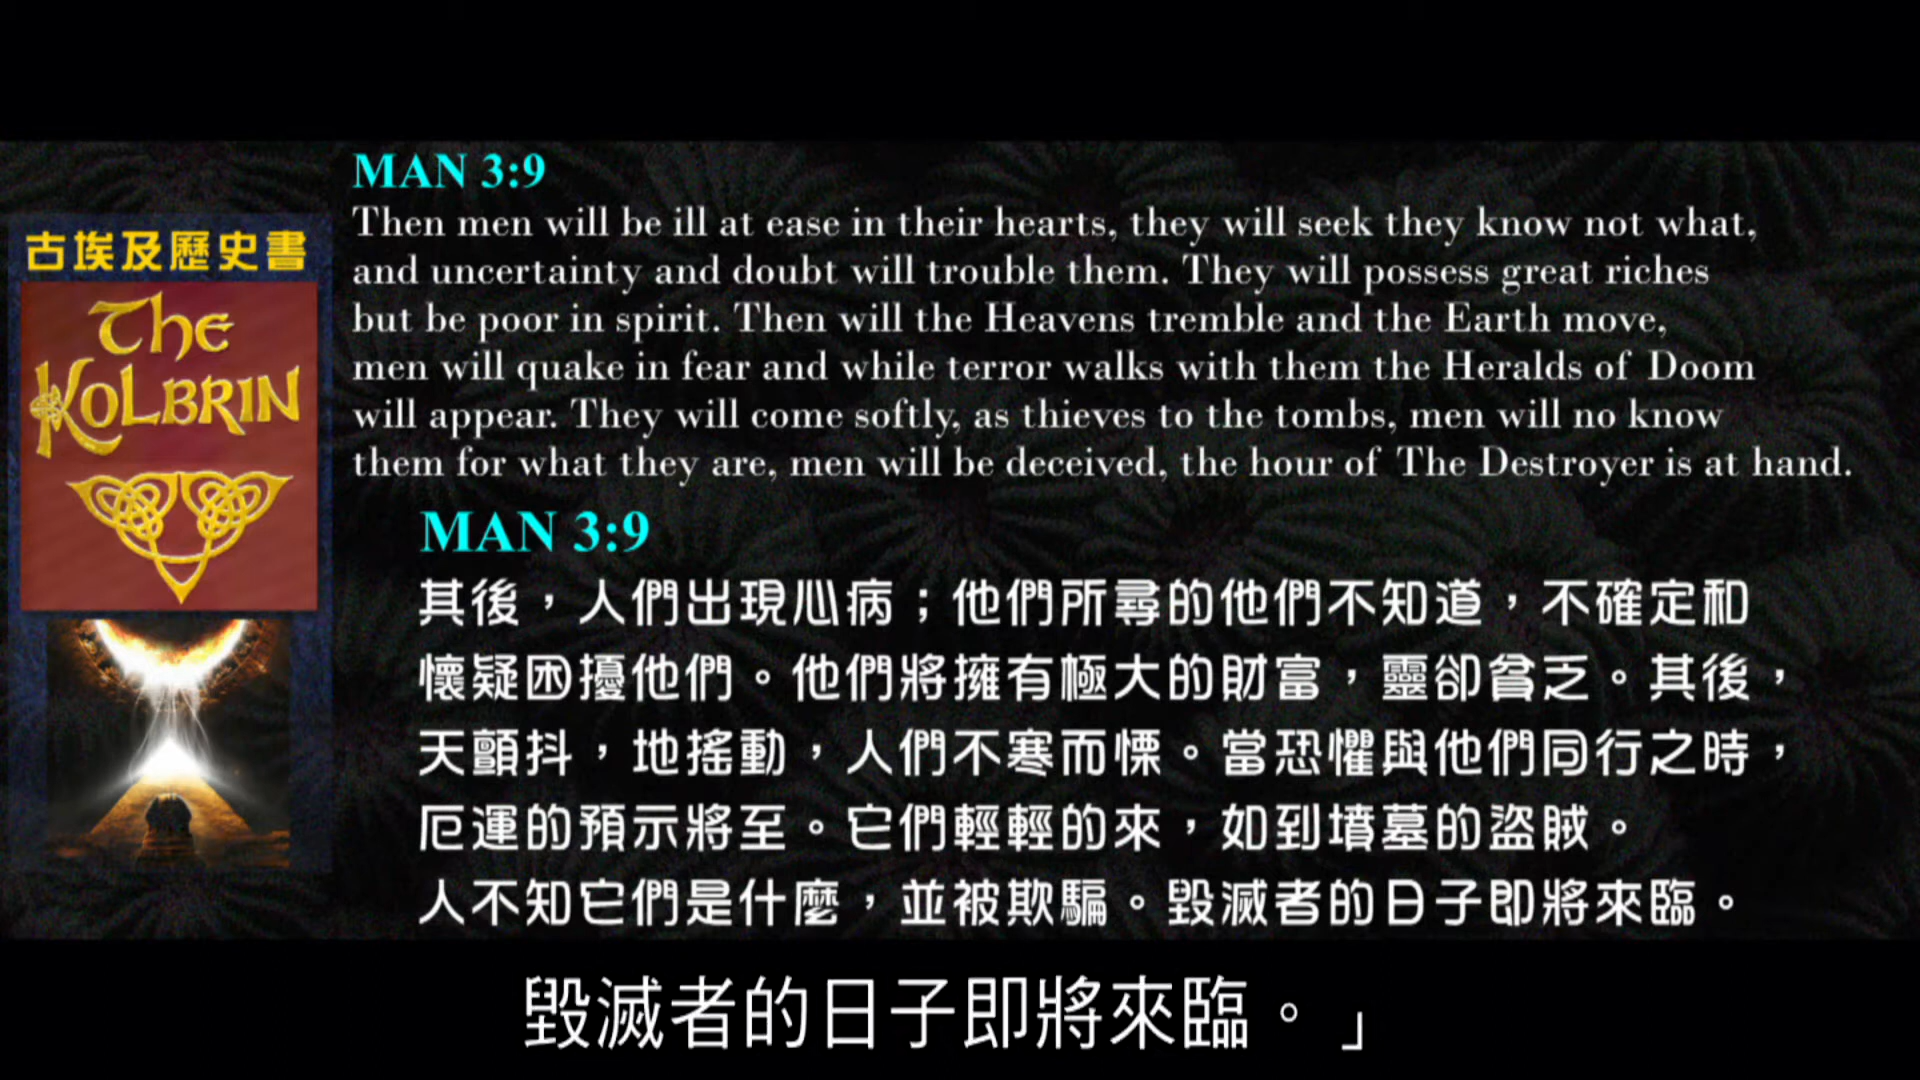 MAN 3:9
Then men will be ill at ease in their hearts, they will seek they know not what,
and uncertainty and doubt will trouble them. They will possess great riches
but be poor in spirit. Then will the Heavens tremble and the Earth move,
men will quake in fear and while terror walks with them the Heralds of Doom
will appear. They will come softly, as thieves to the tombs, men will no know
them for what they are, men will be deceived, the hour of The Destroyer is at hand.
古埃及歷史書
The
KOLBRIN
MAN 3:9
其後，人們出現心病；他們所尋的他們不知道，不確定和
懷疑困擾他們。他們將擁有極大的財富，靈卻貧乏。其後，
天顫抖，地搖動，人們不寒而慄。當恐懼與他們同行之時，
厄運的預示將至。它們輕輕的來，如到墳墓的盜賊。
人不知它們是什麼，並被欺騙。毀滅者的日子即將來臨。
毀滅者的日子即將來臨。」